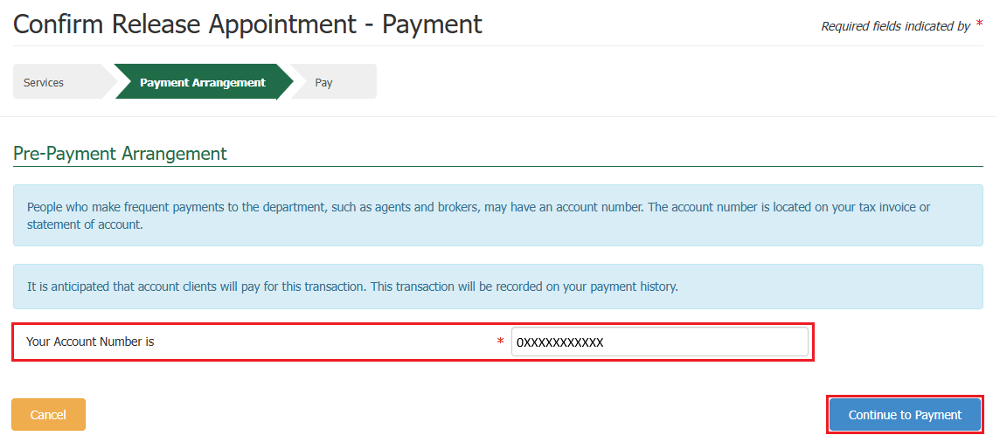 Confirm Release Appointment - Payment
Required fields indicated by *
Services
Payment Arrangement
Pay
Pre-Payment Arrangement
People who make frequent payments to the department, such as agents and brokers, may have an account number. The account number is located on your tax invoice or
statement of account.
It is anticipated that account clients will pay for this transaction. This transaction will be recorded on your payment history.
Your Account Number is * 0XXXXXXXXXXX
Cancel
Continue to Payment